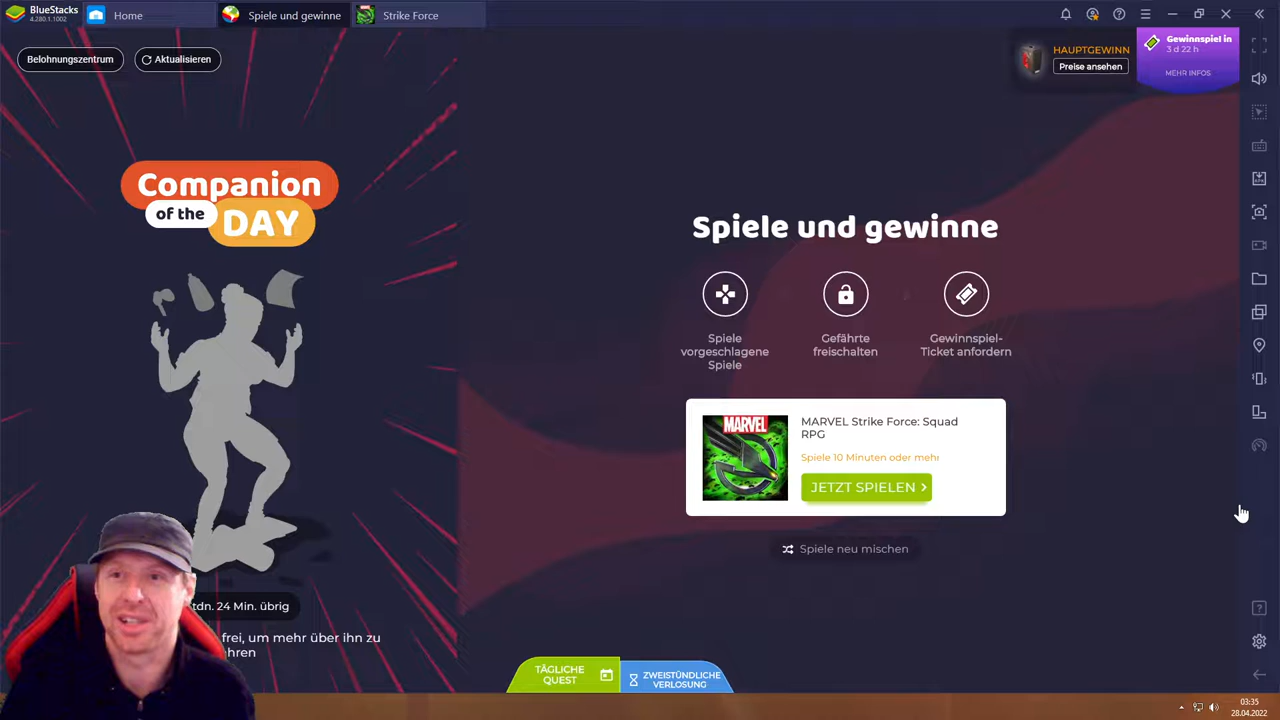 BlueStacks
4.280.1.1002
Home
Spiele und gewinne
Strike Force
Belohnungszentrum
Aktualisieren
HAUPTGEWINN
Preise ansehen
Gewinnspiel in
3 d 22 h
MEHR INFOS
Companion
of the
DAY
Spiele und gewinne
Spiele
vorgeschlagene
Spiele
Gefährte
freischalten
Gewinnspiel-
Ticket anfordern
MARVEL
MARVEL Strike Force: Squad
RPG
Spiele 10 Minuten oder mehr
JETZT SPIELEN
Spiele neu mischen
tdn. 24 Min. übrig
frei, um mehr über ihn zu
hren
TÄGLICHE
QUEST
ZWEISTÜNDLICHE
VERLOSUNG
03:35
28.04.2022